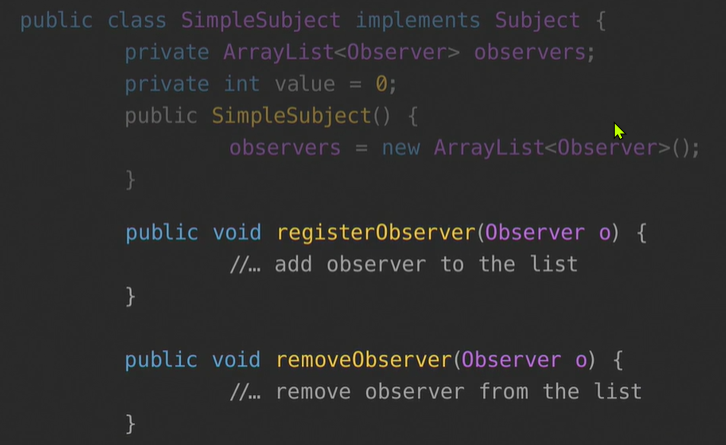 public class SimpleSubject implements Subject {
private ArrayList<Observer> observers;
private int value = 0;
public SimpleSubject() {
observers = new ArrayList<Observer>();
}
public void registerObserver(Observer o) {
//… add observer to the list
}
public void removeObserver(Observer o) {
//… remove observer from the list
}